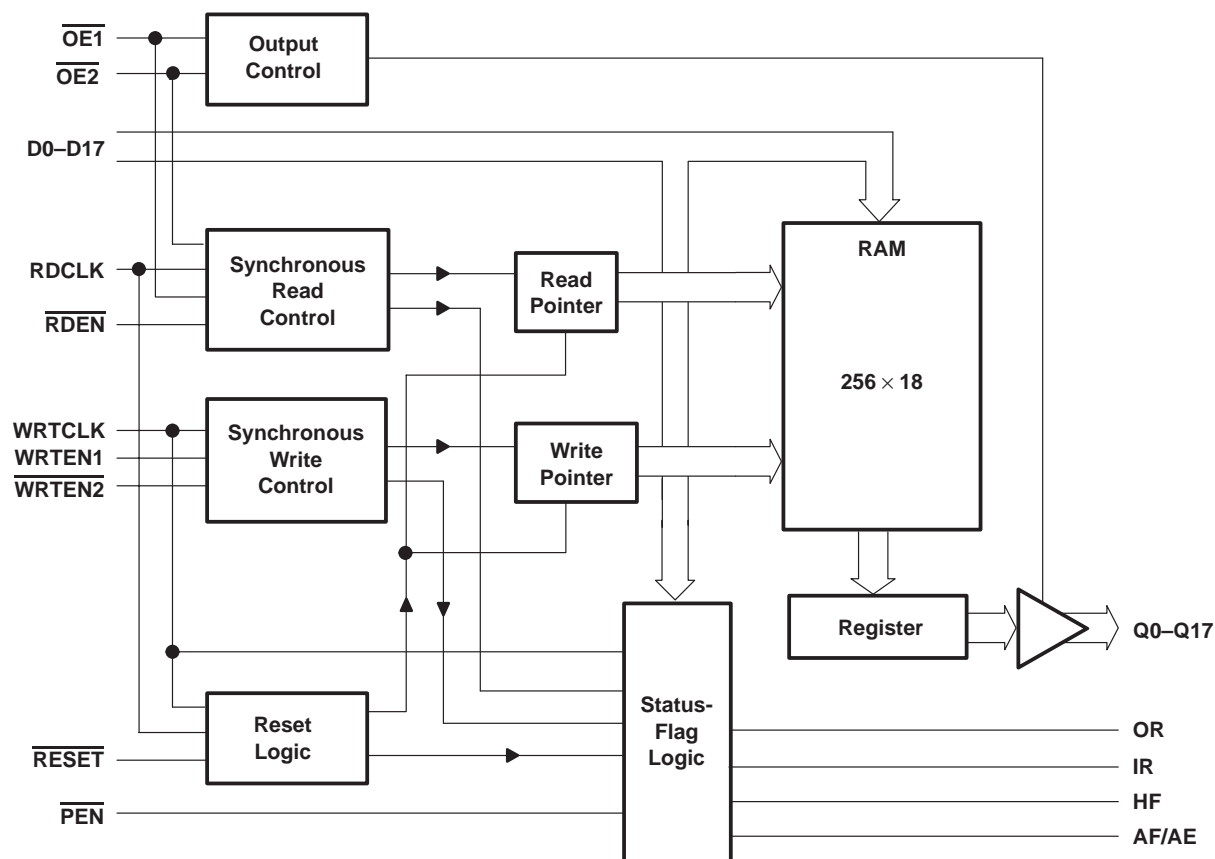 OE1
OE2
Output
Control
D0–D17
RDCLK
RDEN
Synchronous
Read
Control
Read
Pointer
RAM
256 × 18
WRTCLK
WRTEN1
WRTEN2
Synchronous
Write
Control
Write
Pointer
Register
Q0–Q17
Reset
Logic
RESET
PEN
Status-
Flag
Logic
OR
IR
HF
AF/AE